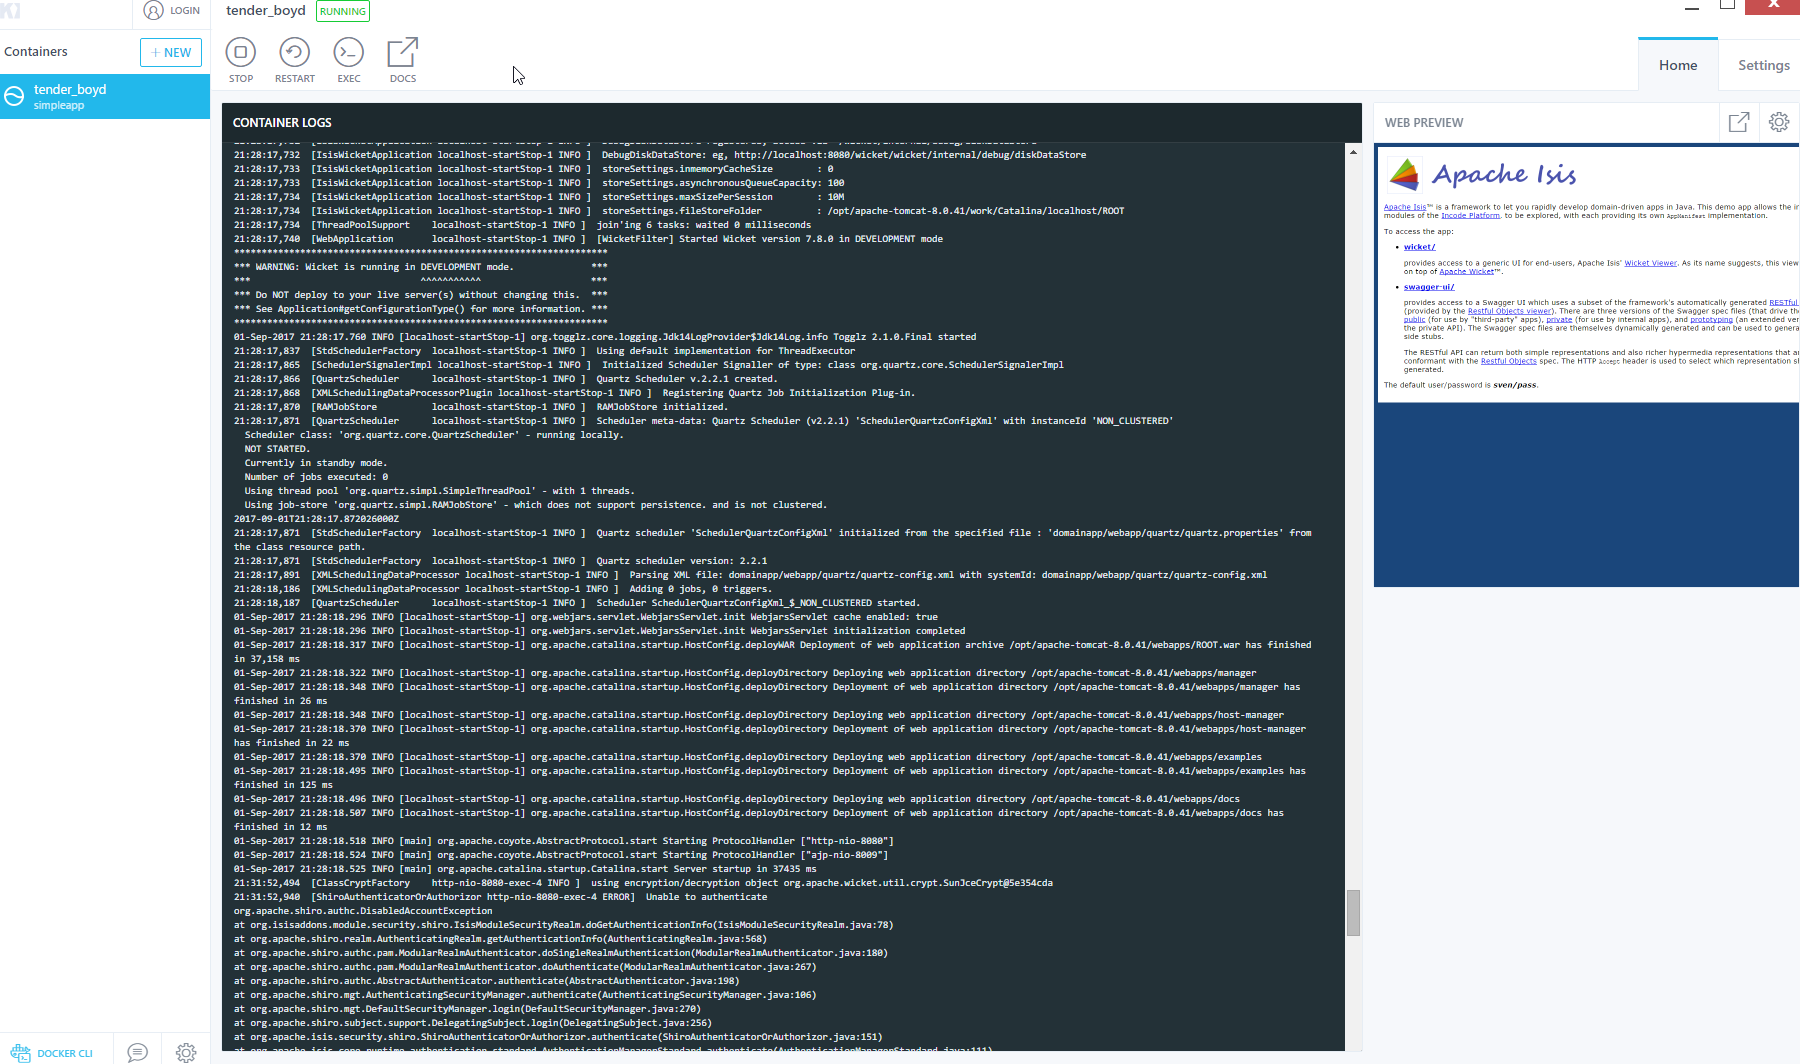 LOGIN
tender_boyd RUNNING
Containers
+ NEW
STOP
RESTART
EXEC
DOCS
Home
Settings
tender_boyd
simpleapp
CONTAINER LOGS
21:28:17,732 [IsisWicketApplication localhost-startStop-1 INFO ] DebugDiskDataStore: eg, http://localhost:8080/wicket/wicket/internal/debug/diskDataStore
21:28:17,733 [IsisWicketApplication localhost-startStop-1 INFO ] storeSettings.inmemoryCacheSize : 0
21:28:17,733 [IsisWicketApplication localhost-startStop-1 INFO ] storeSettings.asynchronousQueueCapacity: 100
21:28:17,734 [IsisWicketApplication localhost-startStop-1 INFO ] storeSettings.maxSizePerSession : 10M
21:28:17,734 [IsisWicketApplication localhost-startStop-1 INFO ] storeSettings.fileStoreFolder : /opt/apache-tomcat-8.0.41/work/Catalina/localhost/ROOT
21:28:17,734 [ThreadPoolSupport localhost-startStop-1 INFO ] join'ing 6 tasks: waited 0 milliseconds
21:28:17,740 [WebApplication localhost-startStop-1 INFO ] [WicketFilter] Started Wicket version 7.8.0 in DEVELOPMENT mode
********************************************************************
*** WARNING: Wicket is running in DEVELOPMENT mode. ***
*** ^^^^^^^^^^^ ***
*** Do NOT deploy to your live server(s) without changing this. ***
*** See Application#getConfigurationType() for more information. ***
********************************************************************
01-Sep-2017 21:28:17.760 INFO [localhost-startStop-1] org.togglz.core.logging.Jdk14LogProvider$Jdk14Log.info Togglz 2.1.0.Final started
21:28:17,837 [StdSchedulerFactory localhost-startStop-1 INFO ] Using default implementation for ThreadExecutor
21:28:17,865 [SchedulerSignalerImpl localhost-startStop-1 INFO ] Initialized Scheduler Signaller of type: class org.quartz.core.SchedulerSignalerImpl
21:28:17,866 [QuartzScheduler localhost-startStop-1 INFO ] Quartz Scheduler v.2.2.1 created.
21:28:17,868 [XMLSchedulingDataProcessorPlugin localhost-startStop-1 INFO ] Registering Quartz Job Initialization Plug-in.
21:28:17,870 [RAMJobStore localhost-startStop-1 INFO ] RAMJobStore initialized.
21:28:17,871 [QuartzScheduler localhost-startStop-1 INFO ] Scheduler meta-data: Quartz Scheduler (v2.2.1) 'SchedulerQuartzConfigXml' with instanceId 'NON_CLUSTERED'
Scheduler class: 'org.quartz.core.QuartzScheduler' - running locally.
NOT STARTED.
Currently in standby mode.
Number of jobs executed: 0
Using thread pool 'org.quartz.simpl.SimpleThreadPool' - with 1 threads.
Using job-store 'org.quartz.simpl.RAMJobStore' - which does not support persistence. and is not clustered.
2017-09-01T21:28:17.872026000Z
21:28:17,871 [StdSchedulerFactory localhost-startStop-1 INFO ] Quartz scheduler 'SchedulerQuartzConfigXml' initialized from the specified file : 'domainapp/webapp/quartz/quartz.properties' from
the class resource path.
21:28:17,871 [StdSchedulerFactory localhost-startStop-1 INFO ] Quartz scheduler version: 2.2.1
21:28:17,891 [XMLSchedulingDataProcessor localhost-startStop-1 INFO ] Parsing XML file: domainapp/webapp/quartz/quartz-config.xml with systemId: domainapp/webapp/quartz/quartz-config.xml
21:28:18,186 [XMLSchedulingDataProcessor localhost-startStop-1 INFO ] Adding 0 jobs, 0 triggers.
21:28:18,187 [QuartzScheduler localhost-startStop-1 INFO ] Scheduler SchedulerQuartzConfigXml_$_NON_CLUSTERED started.
01-Sep-2017 21:28:18.296 INFO [localhost-startStop-1] org.webjars.servlet.WebjarsServlet.init WebjarsServlet cache enabled: true
01-Sep-2017 21:28:18.296 INFO [localhost-startStop-1] org.webjars.servlet.WebjarsServlet.init WebjarsServlet initialization completed
01-Sep-2017 21:28:18.317 INFO [localhost-startStop-1] org.apache.catalina.startup.HostConfig.deployWAR Deployment of web application archive /opt/apache-tomcat-8.0.41/webapps/ROOT.war has finished
in 37,158 ms
01-Sep-2017 21:28:18.322 INFO [localhost-startStop-1] org.apache.catalina.startup.HostConfig.deployDirectory Deploying web application directory /opt/apache-tomcat-8.0.41/webapps/manager
01-Sep-2017 21:28:18.348 INFO [localhost-startStop-1] org.apache.catalina.startup.HostConfig.deployDirectory Deployment of web application directory /opt/apache-tomcat-8.0.41/webapps/manager has
finished in 26 ms
01-Sep-2017 21:28:18.348 INFO [localhost-startStop-1] org.apache.catalina.startup.HostConfig.deployDirectory Deploying web application directory /opt/apache-tomcat-8.0.41/webapps/host-manager
01-Sep-2017 21:28:18.370 INFO [localhost-startStop-1] org.apache.catalina.startup.HostConfig.deployDirectory Deployment of web application directory /opt/apache-tomcat-8.0.41/webapps/host-manager
has finished in 22 ms
01-Sep-2017 21:28:18.370 INFO [localhost-startStop-1] org.apache.catalina.startup.HostConfig.deployDirectory Deploying web application directory /opt/apache-tomcat-8.0.41/webapps/examples
01-Sep-2017 21:28:18.495 INFO [localhost-startStop-1] org.apache.catalina.startup.HostConfig.deployDirectory Deployment of web application directory /opt/apache-tomcat-8.0.41/webapps/examples has
finished in 125 ms
01-Sep-2017 21:28:18.496 INFO [localhost-startStop-1] org.apache.catalina.startup.HostConfig.deployDirectory Deploying web application directory /opt/apache-tomcat-8.0.41/webapps/docs
01-Sep-2017 21:28:18.507 INFO [localhost-startStop-1] org.apache.catalina.startup.HostConfig.deployDirectory Deployment of web application directory /opt/apache-tomcat-8.0.41/webapps/docs has
finished in 12 ms
01-Sep-2017 21:28:18.518 INFO [main] org.apache.coyote.AbstractProtocol.start Starting ProtocolHandler ["http-nio-8080"]
01-Sep-2017 21:28:18.524 INFO [main] org.apache.coyote.AbstractProtocol.start Starting ProtocolHandler ["ajp-nio-8009"]
01-Sep-2017 21:28:18.525 INFO [main] org.apache.catalina.startup.Catalina.start Server startup in 37435 ms
21:31:52,494 [ClassCryptFactory http-nio-8080-exec-4 INFO ] using encryption/decryption object org.apache.wicket.util.crypt.SunJceCrypt@5e354cda
21:31:52,940 [ShiroAuthenticatorOrAuthorizor http-nio-8080-exec-4 ERROR] Unable to authenticate
org.apache.shiro.authc.DisabledAccountException
at org.isisaddons.module.security.shiro.IsisModuleSecurityRealm.doGetAuthenticationInfo(IsisModuleSecurityRealm.java:78)
at org.apache.shiro.realm.AuthenticatingRealm.getAuthenticationInfo(AuthenticatingRealm.java:568)
at org.apache.shiro.authc.pam.ModularRealmAuthenticator.doSingleRealmAuthentication(ModularRealmAuthenticator.java:180)
at org.apache.shiro.authc.pam.ModularRealmAuthenticator.doAuthenticate(ModularRealmAuthenticator.java:267)
at org.apache.shiro.authc.AbstractAuthenticator.authenticate(AbstractAuthenticator.java:198)
at org.apache.shiro.mgt.AuthenticatingSecurityManager.authenticate(AuthenticatingSecurityManager.java:106)
at org.apache.shiro.mgt.DefaultSecurityManager.login(DefaultSecurityManager.java:270)
at org.apache.shiro.subject.support.DelegatingSubject.login(DelegatingSubject.java:256)
at org.apache.isis.security.shiro.ShiroAuthenticatorOrAuthorizor.authenticate(ShiroAuthenticatorOrAuthorizor.java:151)
at org.apache.isis.core.runtime.authentication.standard.AuthenticationManagerStandard.authenticate(AuthenticationManagerStandard.java:111)
WEB PREVIEW
Apache Isis
Apache Isis™ is a framework to let you rapidly develop domain-driven apps in Java. This demo app allows the in
modules of the Incode Platform, to be explored, with each providing its own AppManifest implementation.
To access the app:
• wicket/
provides access to a generic UI for end-users, Apache Isis' Wicket Viewer. As its name suggests, this view
on top of Apache Wicket™.
• swagger-ui/
provides access to a Swagger UI which uses a subset of the framework's automatically generated RESTful
(provided by the Restful Objects viewer). There are three versions of the Swagger spec files (that drive the
public (for use by "third-party" apps), private (for use by internal apps), and prototyping (an extended ver
the private API). The Swagger spec files are themselves dynamically generated and can be used to genera
side stubs.
The RESTful API can return both simple representations and also richer hypermedia representations that a
conformant with the Restful Objects spec. The HTTP Accept header is used to select which representation s
generated.
The default user/password is sven/pass.
DOCKER CLI